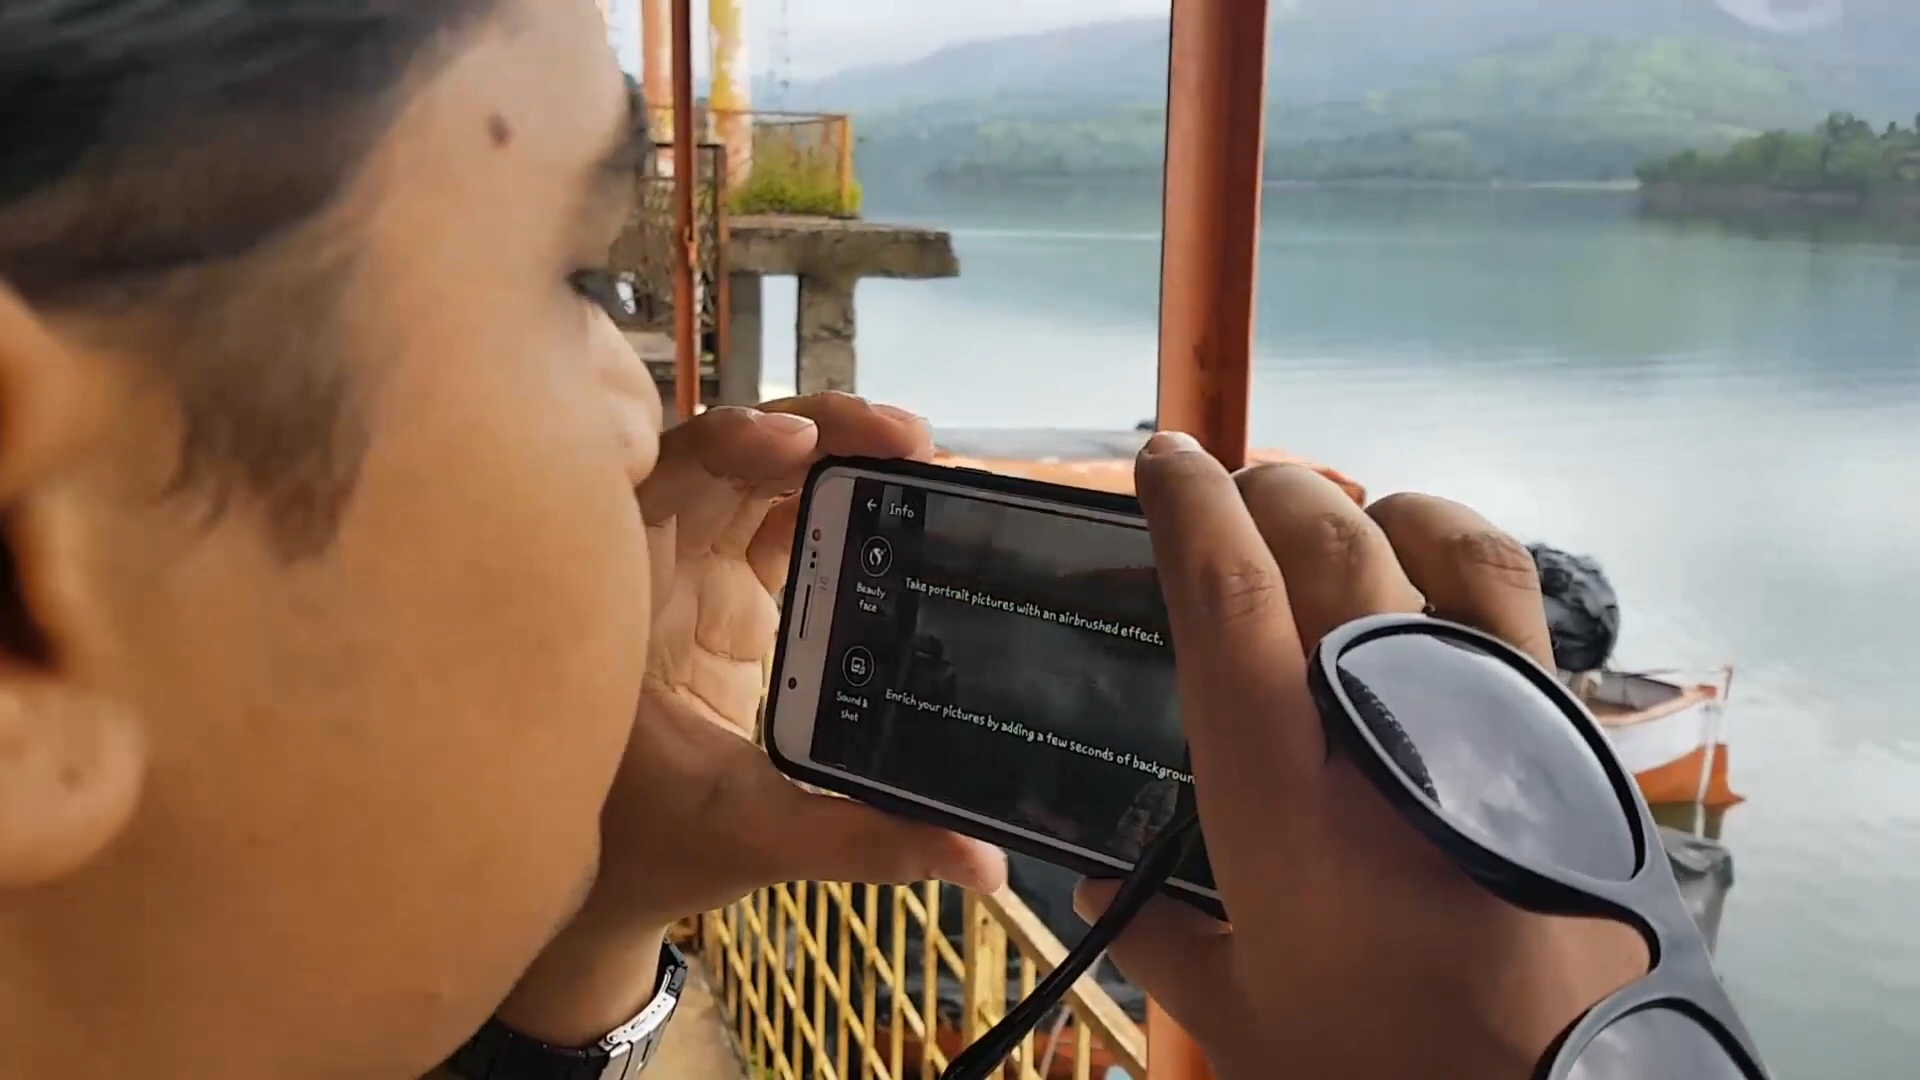 Info
Beauty
face
Take portrait pictures with an airbrushed effect.
Sound &
shot
Enrich your pictures by adding a few seconds of